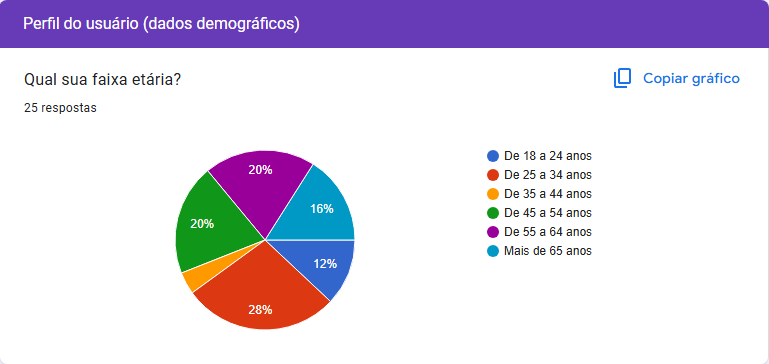 Perfil do usuário (dados demográficos)
Qual sua faixa etária?
Copiar gráfico
25 respostas
20%
16%
20%
12%
28%
De 18 a 24 anos
De 25 a 34 anos
De 35 a 44 anos
De 45 a 54 anos
De 55 a 64 anos
Mais de 65 anos